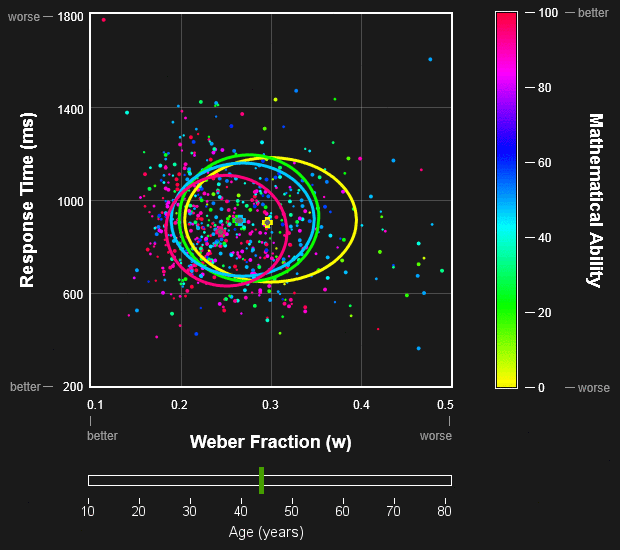 worse
1800
1400
1000
600
better
200
Response Time (ms)
0.1
0.2
0.3
0.4
0.5
better
worse
Weber Fraction (w)
10
20
30
40
50
60
70
80
Age (years)
100
better
80
60
40
20
0
worse
Mathematical Ability